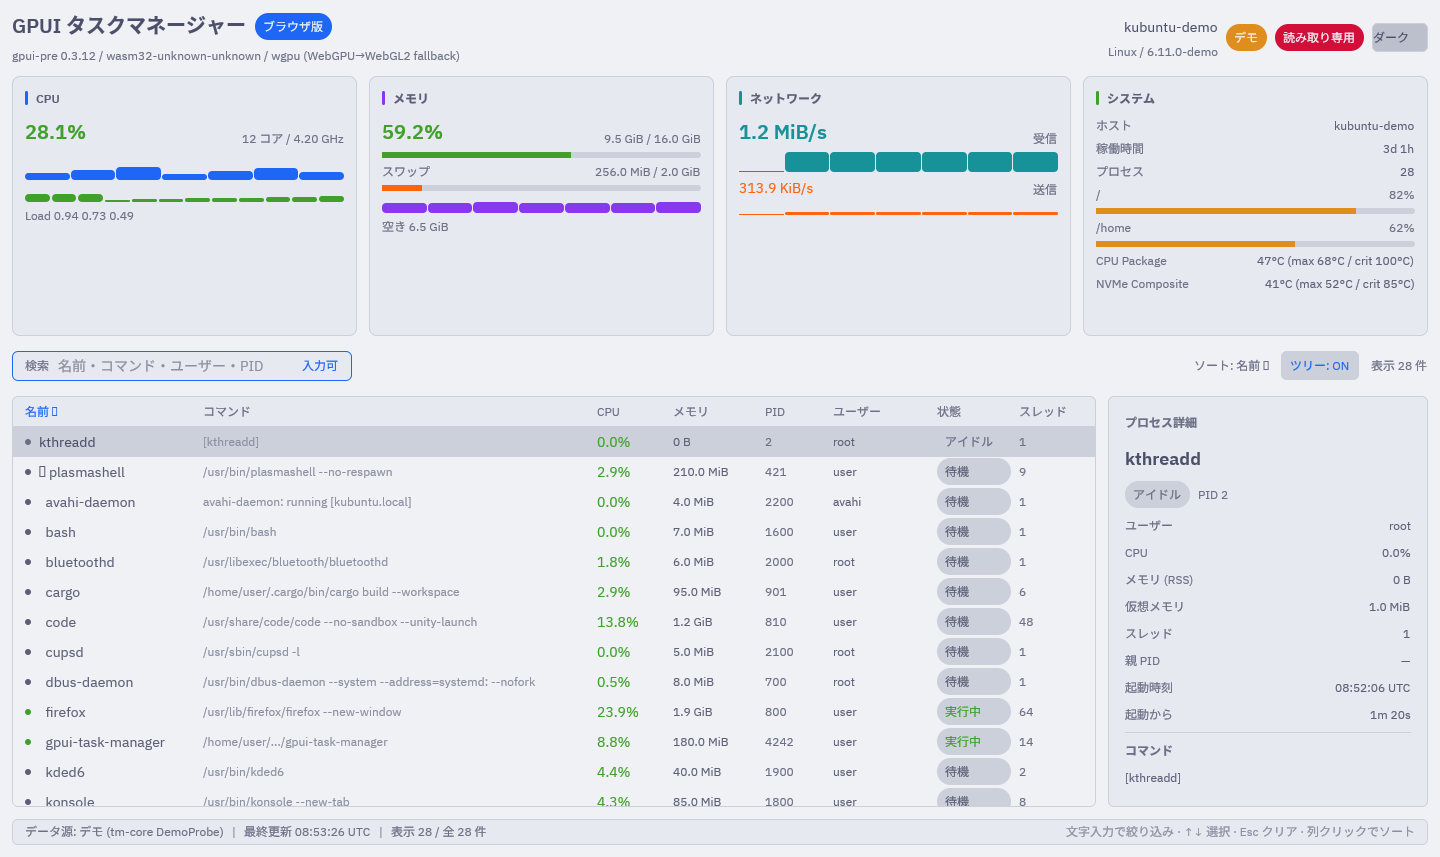 GPUI タスクマネージャー ブラウザ版
gpui-pre 0.3.12 / wasm32-unknown-unknown / wgpu (WebGPU→WebGL2 fallback)
kubuntu-demo
Linux / 6.11.0-demo
デモ 読み取り専用 ダーク
CPU
28.1% 12 コア / 4.20 GHz
Load 0.94 0.73 0.49
メモリ
59.2% 9.5 GiB / 16.0 GiB
スワップ 256.0 MiB / 2.0 GiB
空き 6.5 GiB
ネットワーク
1.2 MiB/s 受信
313.9 KiB/s 送信
システム
ホスト kubuntu-demo
稼働時間 3d 1h
プロセス 28
/ 82%
/home 62%
CPU Package 47°C (max 68°C / crit 100°C)
NVMe Composite 41°C (max 52°C / crit 85°C)
検索 名前・コマンド・ユーザー・PID 入力可
ソート: 名前 ツリー: ON 表示 28 件
名前 コマンド CPU メモリ PID ユーザー 状態 スレッド
kthreadd [kthreadd] 0.0% 0 B 2 root アイドル 1
plasmashell /usr/bin/plasmashell --no-respawn 2.9% 210.0 MiB 421 user 待機 9
avahi-daemon avahi-daemon: running [kubuntu.local] 0.0% 4.0 MiB 2200 avahi 待機 1
bash /usr/bin/bash 0.0% 7.0 MiB 1600 user 待機 1
bluetoothd /usr/libexec/bluetooth/bluetoothd 1.8% 6.0 MiB 2000 root 待機 1
cargo /home/user/.cargo/bin/cargo build --workspace 2.9% 95.0 MiB 901 user 待機 6
code /usr/share/code/code --no-sandbox --unity-launch 13.8% 1.2 GiB 810 user 待機 48
cupsd /usr/sbin/cupsd -l 0.0% 5.0 MiB 2100 root 待機 1
dbus-daemon /usr/bin/dbus-daemon --system --address=systemd: --nofork 0.5% 8.0 MiB 700 root 待機 1
firefox /usr/lib/firefox/firefox --new-window 23.9% 1.9 GiB 800 user 実行中 64
gpui-task-manager /home/user/…/gpui-task-manager 8.8% 180.0 MiB 4242 user 実行中 14
kded6 /usr/bin/kded6 4.4% 40.0 MiB 1900 user 待機 2
konsole /usr/bin/konsole --new-tab 4.3% 85.0 MiB 1800 user 待機 8
プロセス詳細
kthreadd
アイドル PID 2
ユーザー root
CPU 0.0%
メモリ (RSS) 0 B
仮想メモリ 1.0 MiB
スレッド 1
親 PID —
起動時刻 08:52:06 UTC
起動から 1m 20s
コマンド
[kthreadd]
データ源: デモ (tm-core DemoProbe) | 最終更新 08:53:26 UTC | 表示 28 / 全 28 件
文字入力で絞り込み · ↑↓ 選択 · Esc クリア · 列クリックでソート